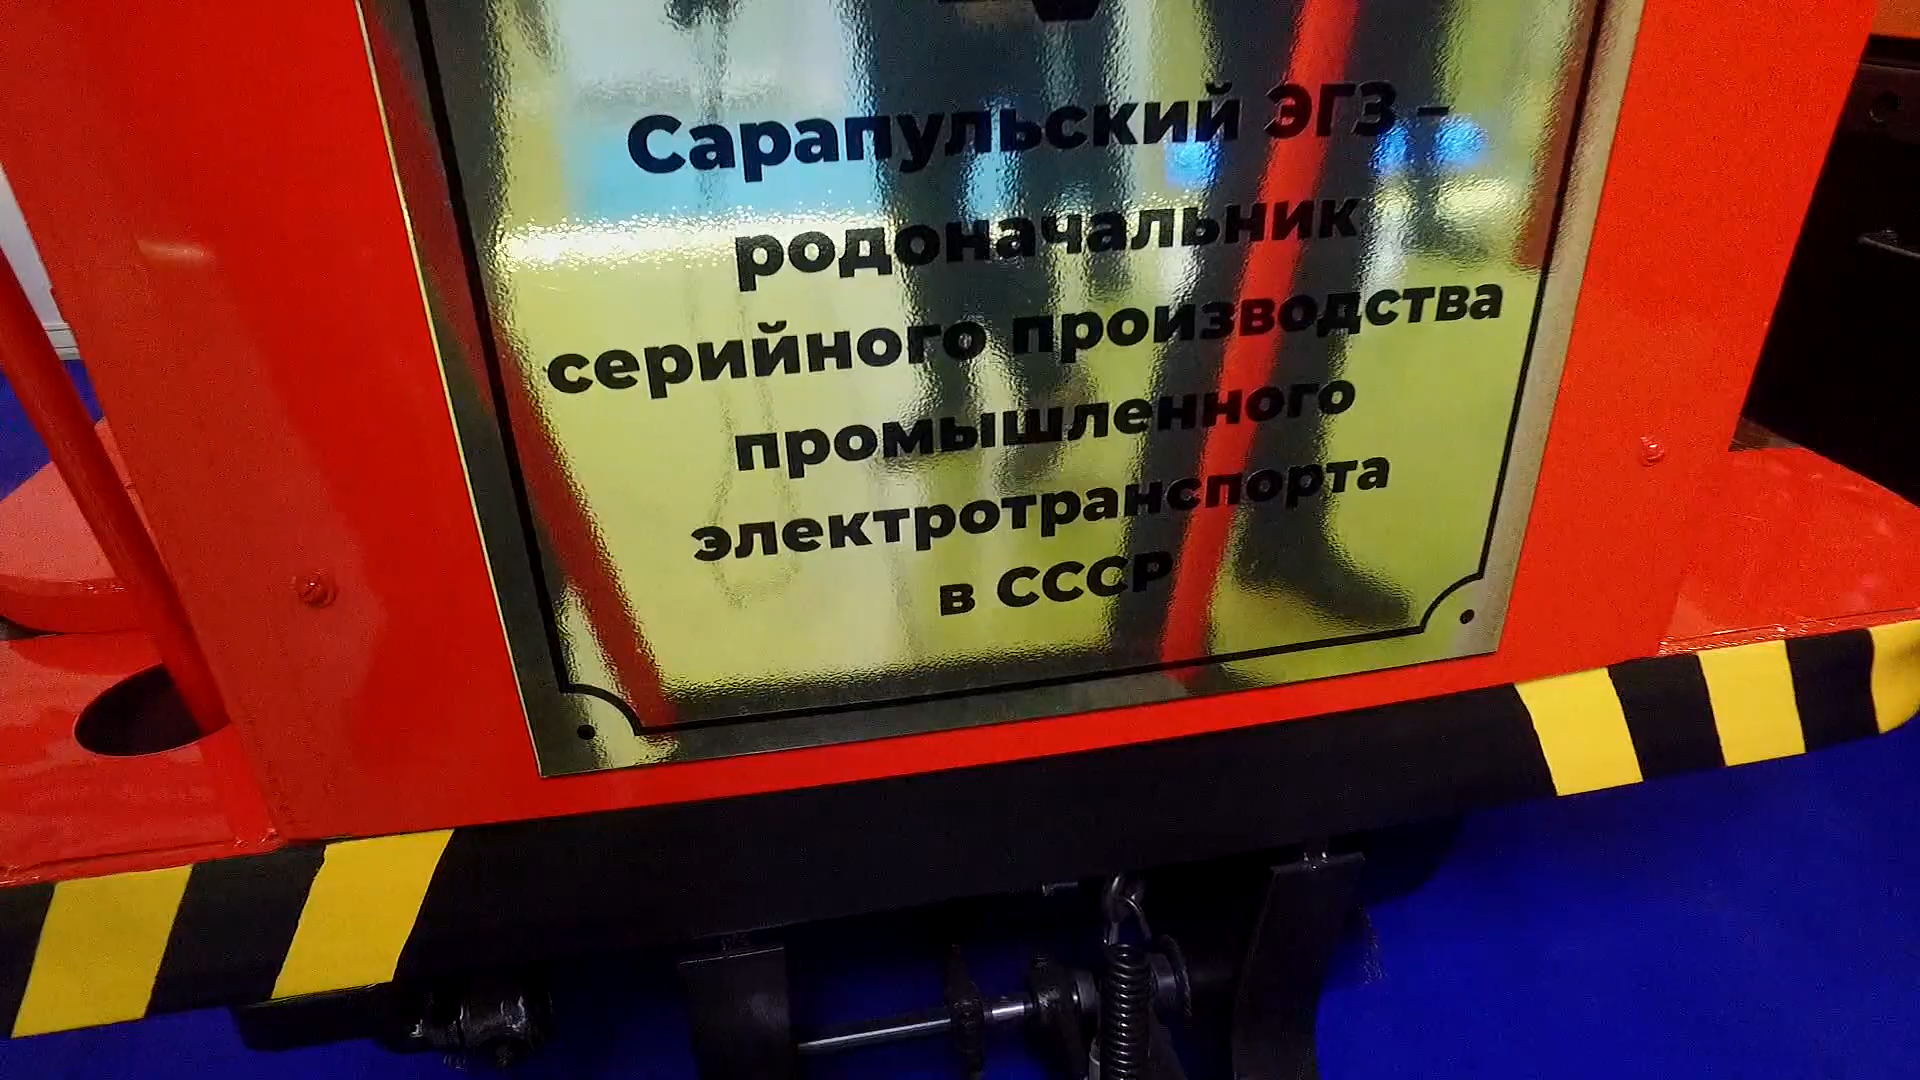 Сарапульский ЭГЗ –
родоначальник
серийного производства
промышленного
электротранспорта
в СССР